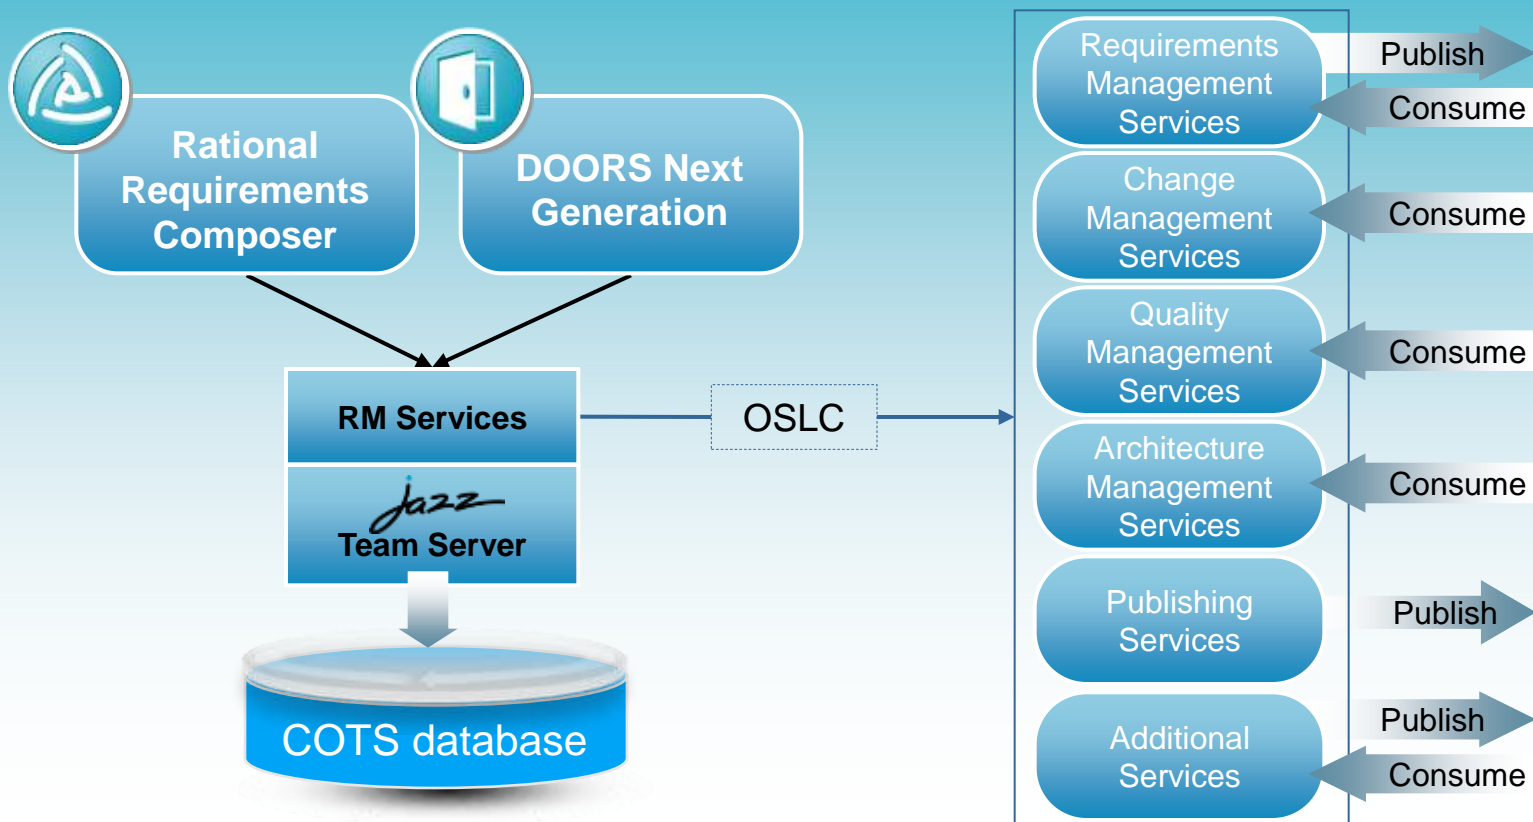 Rational
Requirements
Composer
DOORS Next
Generation
RM Services
jazz
Team Server
COTS database
OSLC
Requirements
Management
Services
Publish
Consume
Change
Management
Services
Consume
Quality
Management
Services
Consume
Architecture
Management
Services
Consume
Publishing
Services
Publish
Additional
Services
Publish
Consume